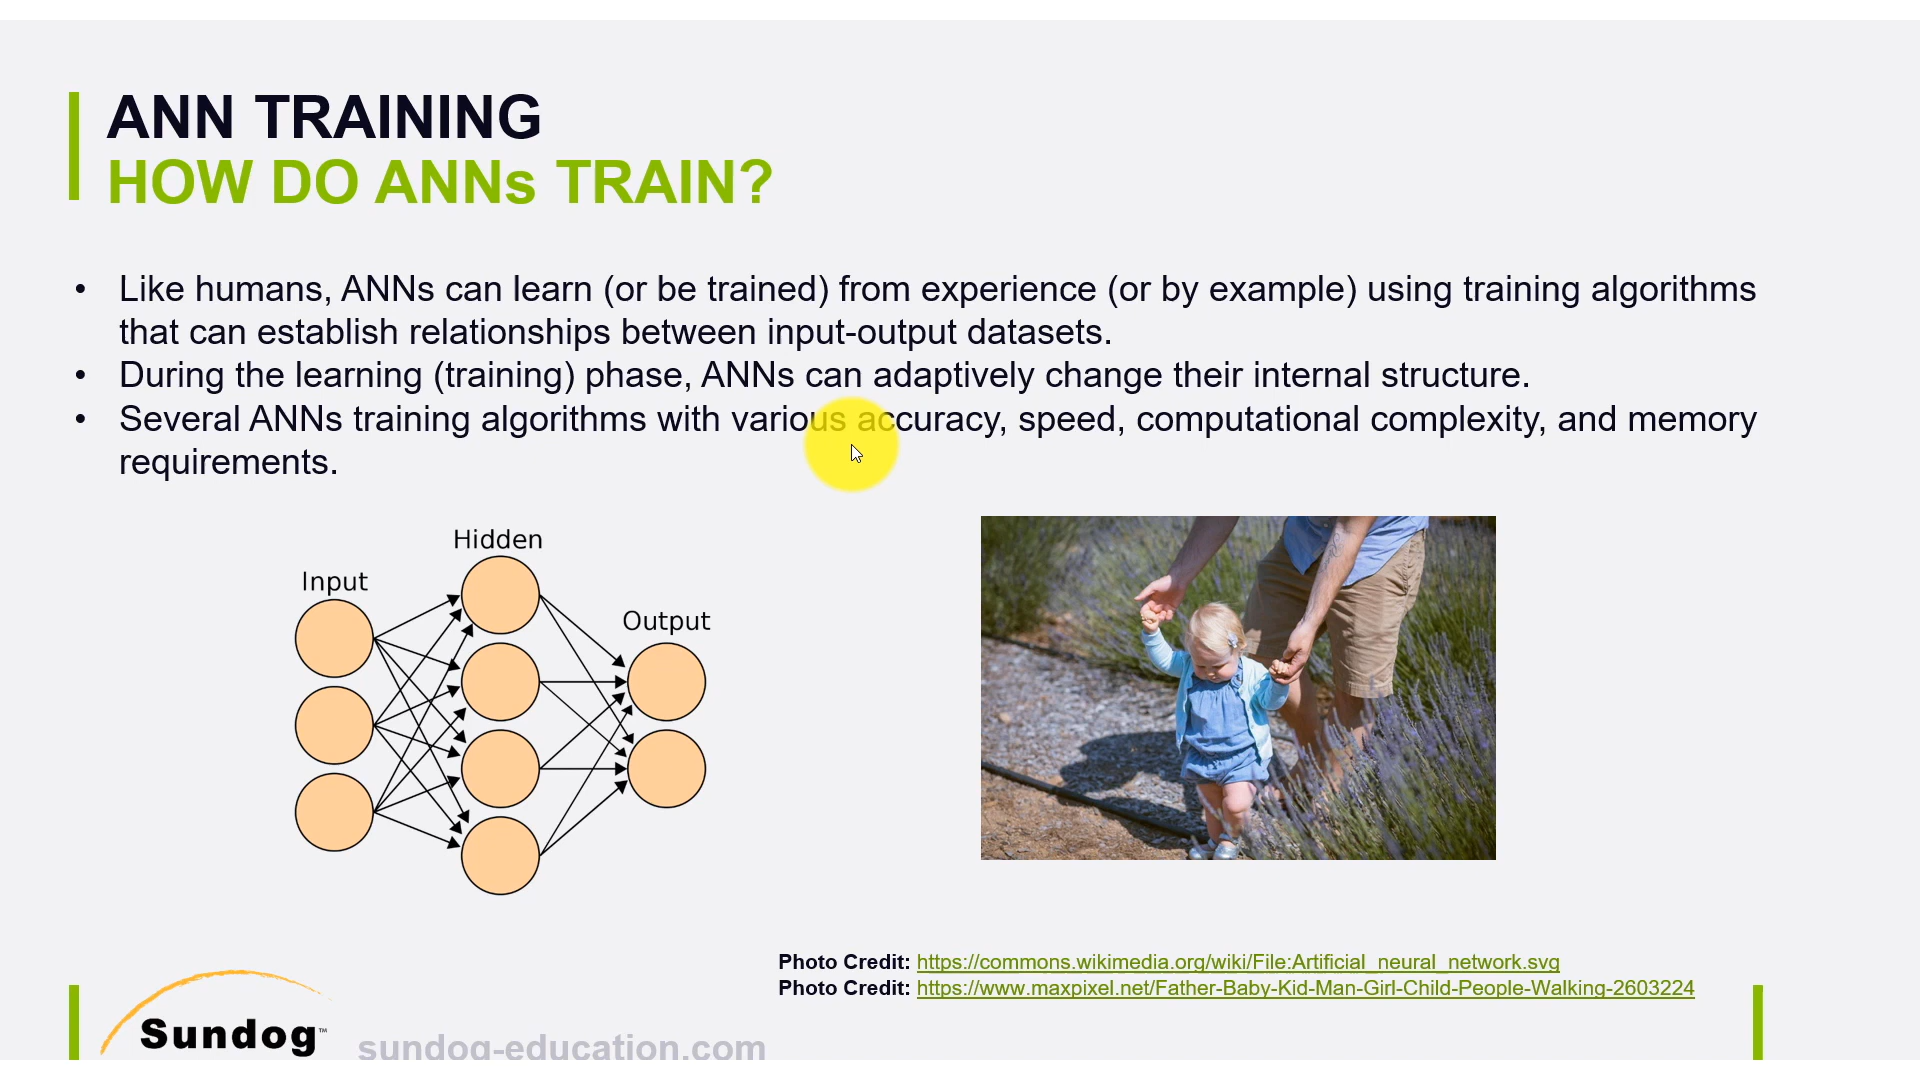 ANN TRAINING
HOW DO ANNs TRAIN?
• Like humans, ANNs can learn (or be trained) from experience (or by example) using training algorithms
that can establish relationships between input-output datasets.
• During the learning (training) phase, ANNs can adaptively change their internal structure.
• Several ANNs training algorithms with various accuracy, speed, computational complexity, and memory
requirements.
Hidden
Input
Output
Photo Credit: https://commons.wikimedia.org/wiki/File:Artificial_neural_network.svg
Photo Credit: https://www.maxpixel.net/Father-Baby-Kid-Man-Girl-Child-People-Walking-2603224
Sundog™
sundog-education.com